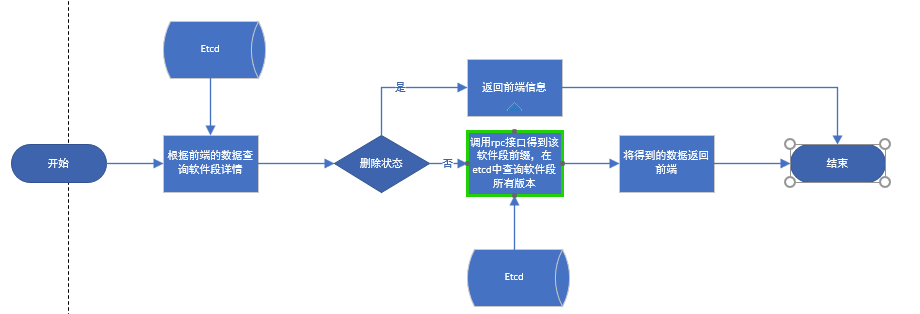 Etcd
是
返回前端信息
开始
根据前端的数据查
询软件段详情
删除状态
否
调用rpc接口得到该
软件段前缀，在
etcd中查询软件段
所有版本
将得到的数据返回
前端
结束
Etcd